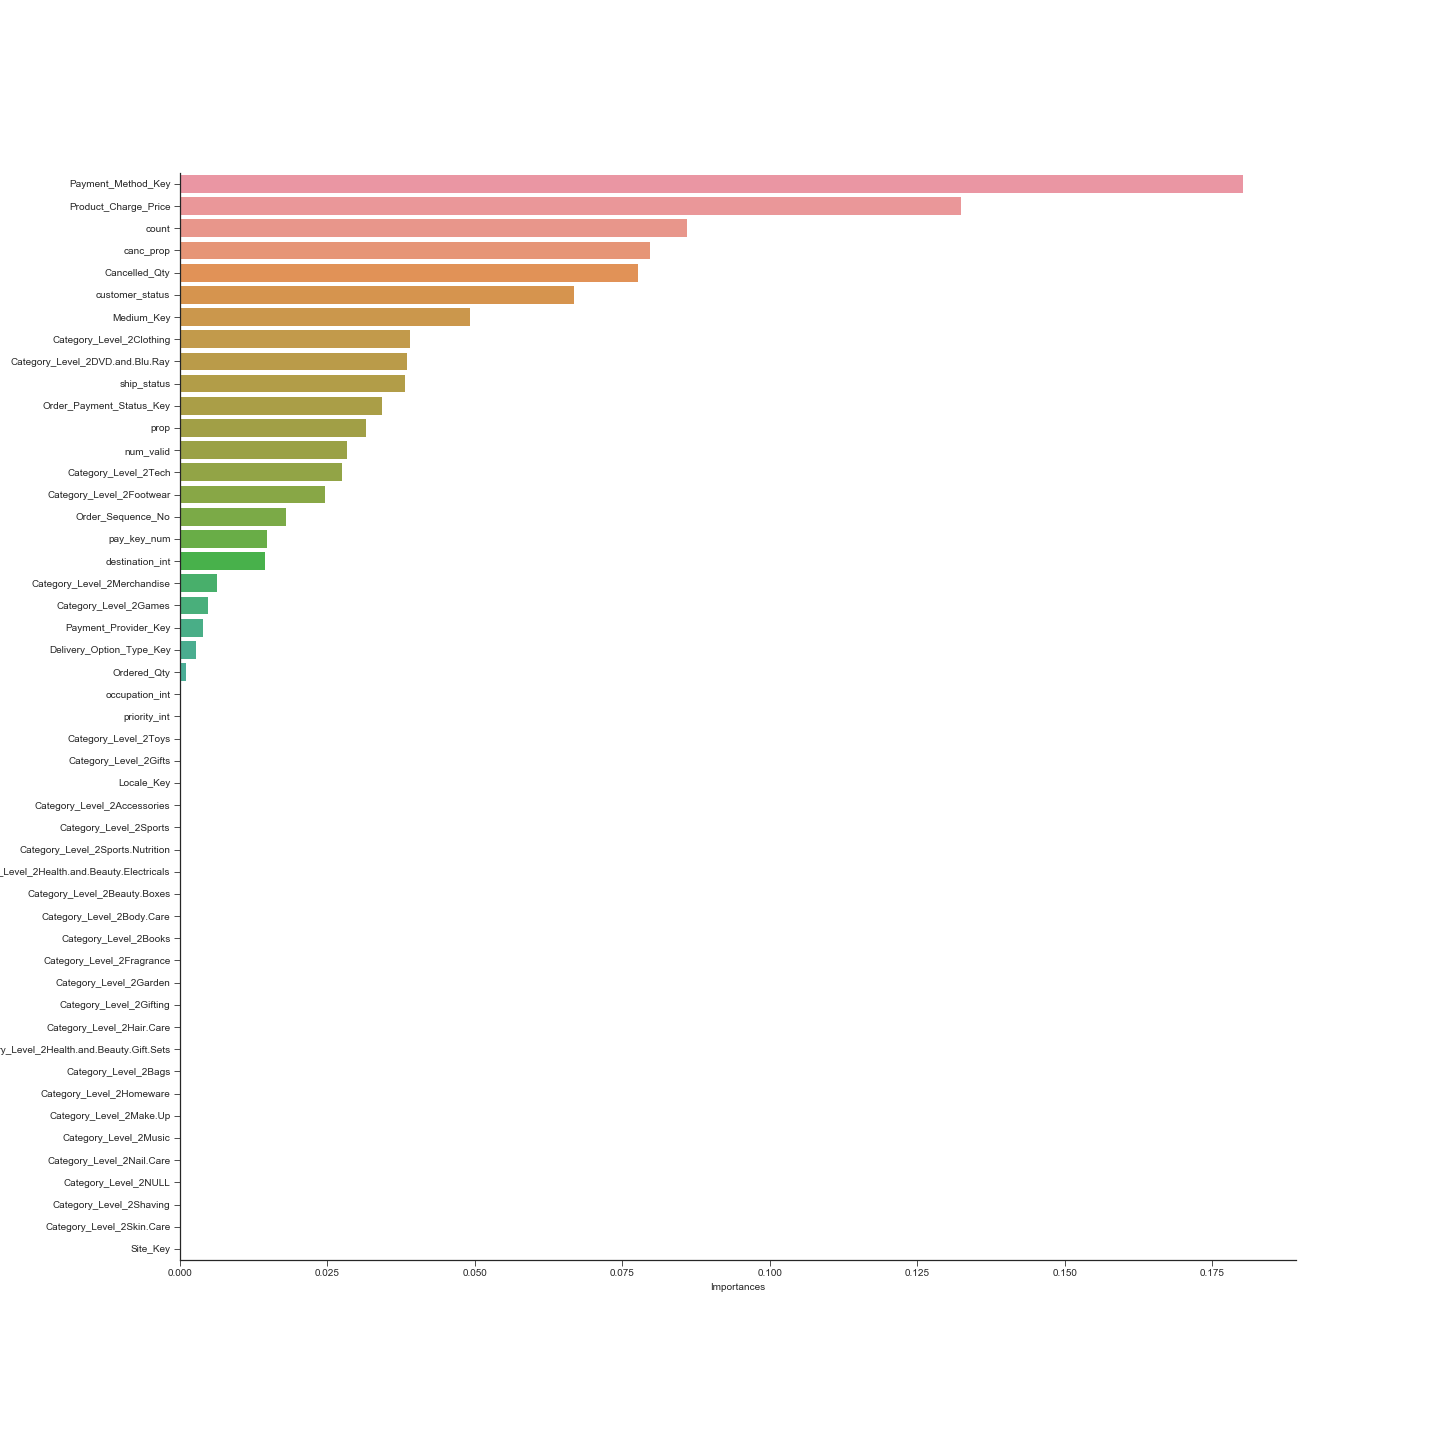 Payment_Method_Key
Product_Charge_Price
count
canc_prop
Cancelled_Qty
customer_status
Medium_Key
Category_Level_2Clothing
Category_Level_2DVD.and.Blu.Ray
ship_status
Order_Payment_Status_Key
prop
num_valid
Category_Level_2Tech
Category_Level_2Footwear
Order_Sequence_No
pay_key_num
destination_int
Category_Level_2Merchandise
Category_Level_2Games
Payment_Provider_Key
Delivery_Option_Type_Key
Ordered_Qty
occupation_int
priority_int
Category_Level_2Toys
Category_Level_2Gifts
Locale_Key
Category_Level_2Accessories
Category_Level_2Sports
Category_Level_2Sports.Nutrition
_Level_2Health.and.Beauty.Electricals
Category_Level_2Beauty.Boxes
Category_Level_2Body.Care
Category_Level_2Books
Category_Level_2Fragrance
Category_Level_2Garden
Category_Level_2Gifting
Category_Level_2Hair.Care
y_Level_2Health.and.Beauty.Gift.Sets
Category_Level_2Bags
Category_Level_2Homeware
Category_Level_2Make.Up
Category_Level_2Music
Category_Level_2Nail.Care
Category_Level_2NULL
Category_Level_2Shaving
Category_Level_2Skin.Care
Site_Key
0.000 0.025 0.050 0.075 0.100 0.125 0.150 0.175
Importances